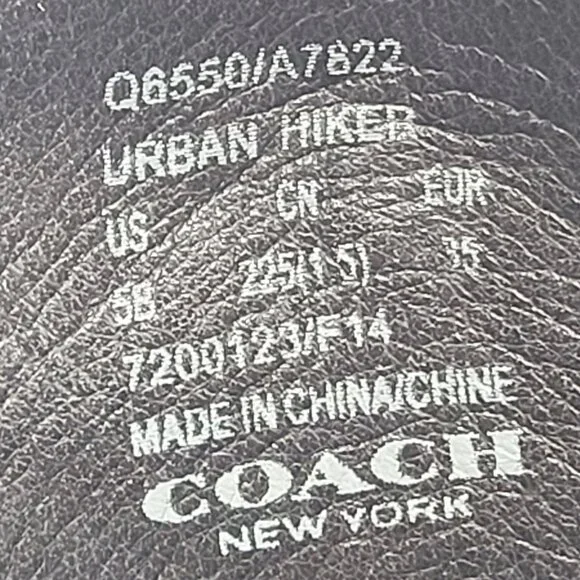 Q6550/A7822
URBAN HIKER
US CN EUR
5B 225(1.5) 35
7200123/F14
MADE IN CHINA/CHINE
COACH
NEW YORK